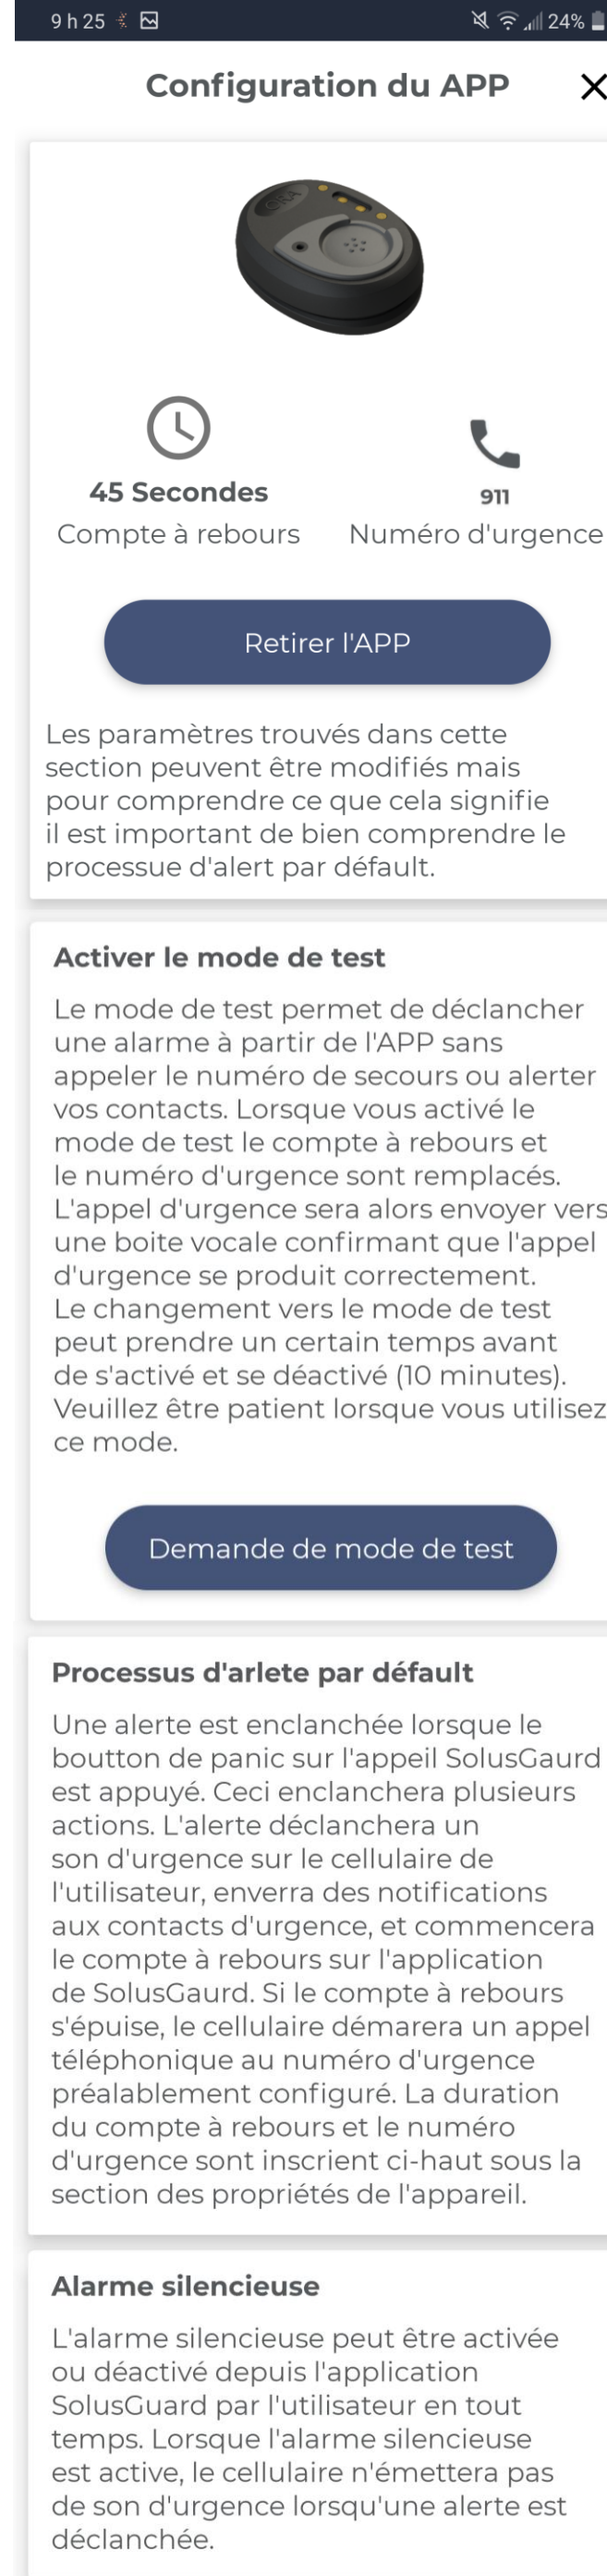 9 h 25 24%
Configuration du APP
ORA
45 Secondes
Compte à rebours
911
Numéro d'urgence
Retirer l'APP
Les paramètres trouvés dans cette
section peuvent être modifiés mais
pour comprendre ce que cela signifie
il est important de bien comprendre le
processue d'alert par défault.
Activer le mode de test
Le mode de test permet de déclancher
une alarme à partir de l'APP sans
appeler le numéro de secours ou alerter
vos contacts. Lorsque vous activé le
mode de test le compte à rebours et
le numéro d'urgence sont remplacés.
L'appel d'urgence sera alors envoyer vers
une boite vocale confirmant que l'appel
d'urgence se produit correctement.
Le changement vers le mode de test
peut prendre un certain temps avant
de s'activé et se déactivé (10 minutes).
Veuillez être patient lorsque vous utilisez
ce mode.
Demande de mode de test
Processus d'arlete par défault
Une alerte est enclanchée lorsque le
boutton de panic sur l'appeil SolusGaurd
est appuyé. Ceci enclanchera plusieurs
actions. L'alerte déclanchera un
son d'urgence sur le cellulaire de
l'utilisateur, enverra des notifications
aux contacts d'urgence, et commencera
le compte à rebours sur l'application
de SolusGaurd. Si le compte à rebours
s'épuise, le cellulaire démarera un appel
téléphonique au numéro d'urgence
préalablement configuré. La duration
du compte à rebours et le numéro
d'urgence sont inscrient ci-haut sous la
section des propriétés de l'appareil.
Alarme silencieuse
L'alarme silencieuse peut être activée
ou déactivé depuis l'application
SolusGuard par l'utilisateur en tout
temps. Lorsque l'alarme silencieuse
est active, le cellulaire n'émettera pas
de son d'urgence lorsqu'une alerte est
déclanchée.